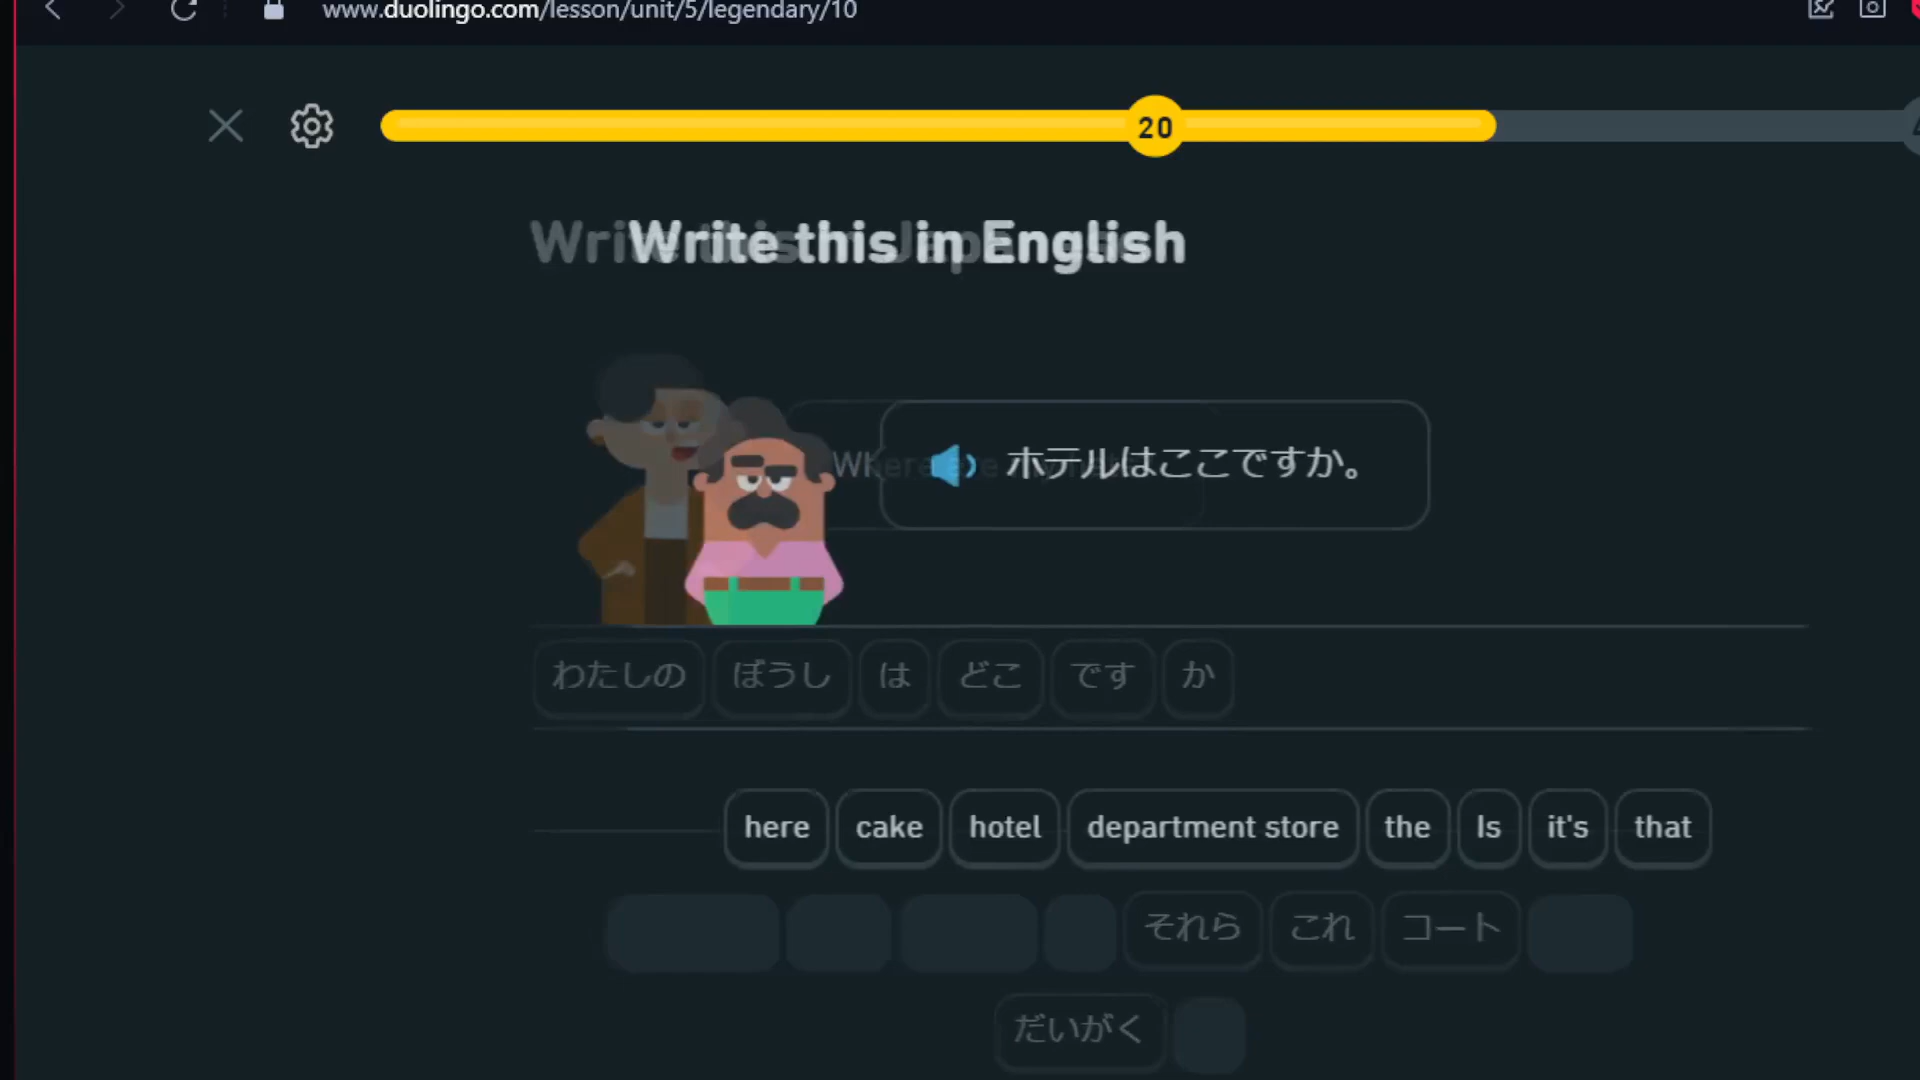 www.duolingo.com/lesson/unit/5/legendary/10
20
Write this in English
ホテルはここですか。
わたしの ぼうし は どこ です か
here cake hotel department store the Is it's that
それら これ コート
だいがく